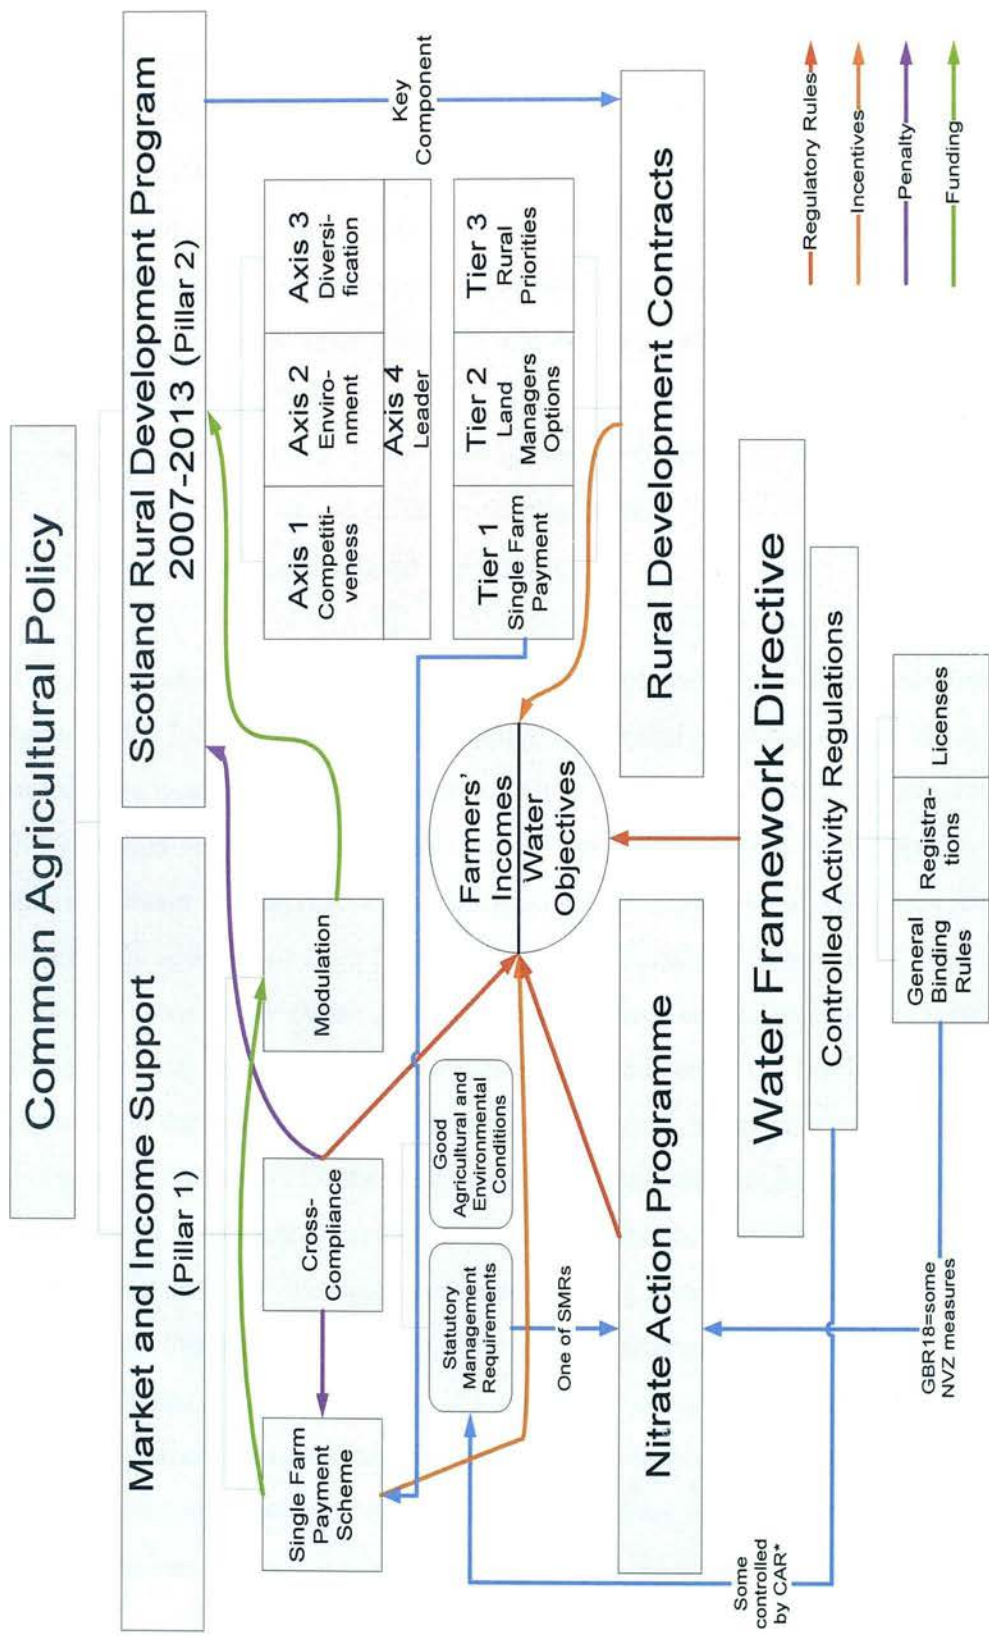 Common Agricultural Policy
Market and Income Support
(Pillar 1)
Scotland Rural Development Program
2007-2013 (Pillar 2)
Single Farm
Payment
Scheme
Cross-
Compliance
Modulation
Axis 1
Competiti-
veness
Axis 2
Enviro-
nment
Axis 3
Diversi-
fication
Axis 4
Leader
Key
Component
Statutory
Management
Requirements
Good
Agricultural and
Environmental
Conditions
Farmers'
Incomes
Water
Objectives
Tier 1
Single Farm
Payment
Tier 2
Land
Managers
Options
Tier 3
Rural
Priorities
One of SMRs
Nitrate Action Programme
Rural Development Contracts
Water Framework Directive
Controlled Activity Regulations
Some
controlled
by CAR*
GBR18=some
NVZ measures
General
Binding
Rules
Registra-
tions
Licenses
Regulatory Rules
Incentives
Penalty
Funding